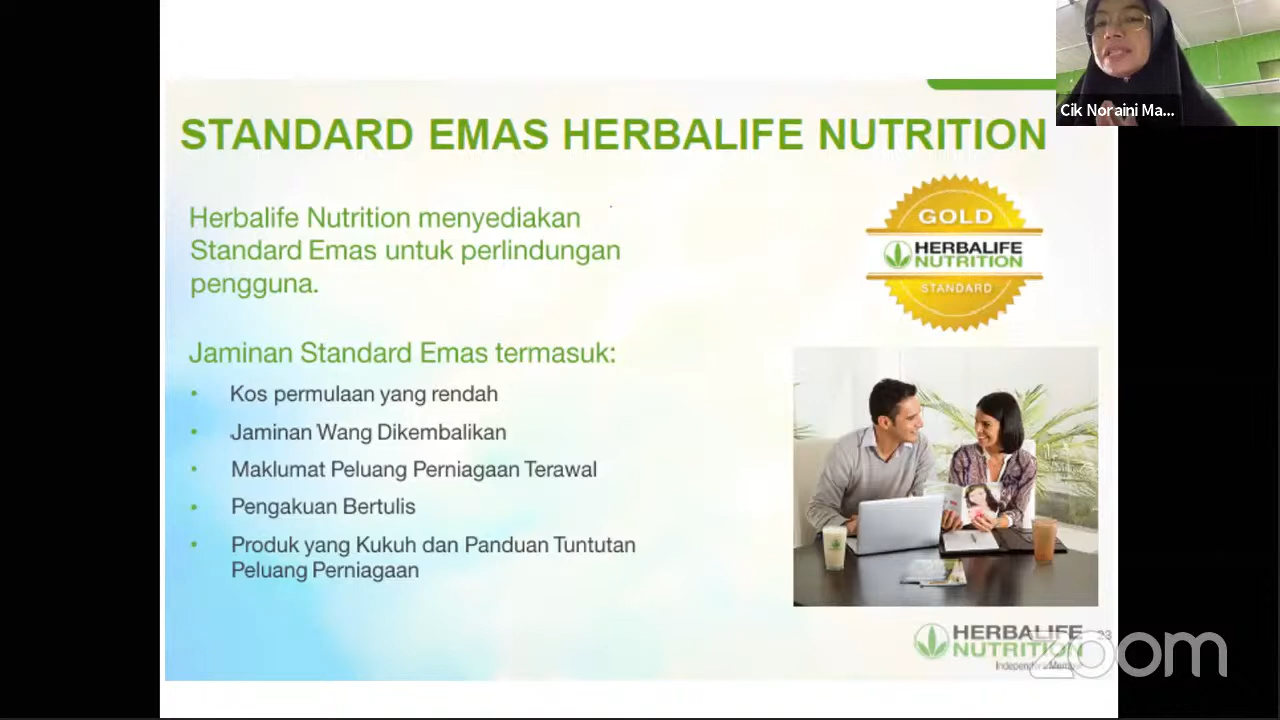 Cik Noraini Ma...
STANDARD EMAS HERBALIFE NUTRITION
Herbalife Nutrition menyediakan
Standard Emas untuk perlindungan
pengguna.
GOLD
HERBALIFE
NUTRITION
STANDARD
Jaminan Standard Emas termasuk:
• Kos permulaan yang rendah
• Jaminan Wang Dikembalikan
• Maklumat Peluang Perniagaan Terawal
• Pengakuan Bertulis
• Produk yang Kukuh dan Panduan Tuntutan
Peluang Perniagaan
HERBALIFE
NUTRITION
23
zoom